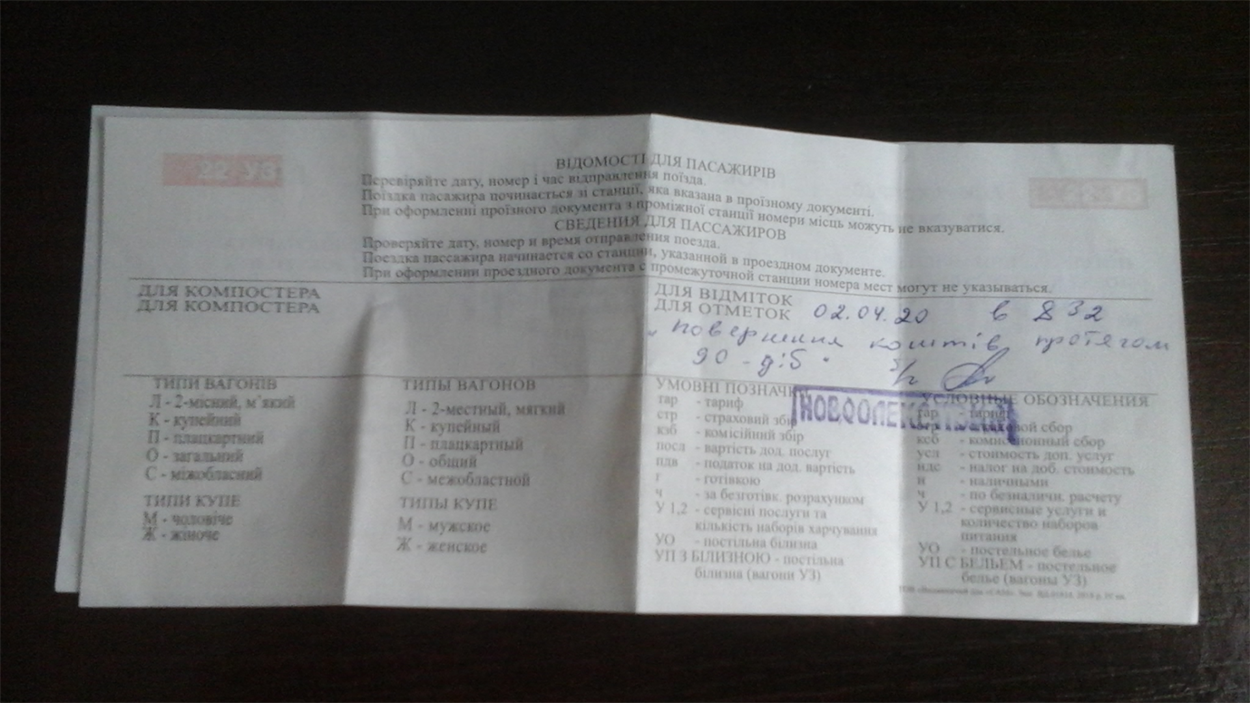 ВІДОМОСТІ ДЛЯ ПАСАЖИРІВ
Перевіряйте дату, номер і час відправлення поїзда.
Поїздка пасажира починається зі станції, яка вказана в проїзному документі.
При оформленні проїзного документа з проміжної станції номери місць можуть не вказуватися.
СВЕДЕНИЯ ДЛЯ ПАССАЖИРОВ
Проверяйте дату, номер и время отправления поезда.
Поездка пассажира начинается со станции, указанной в проездном документе.
При оформлении проездного документа с промежуточной станции номера мест могут не указываться.
ДЛЯ КОМПОСТЕРА
ДЛЯ КОМПОСТЕРА
ДЛЯ ВІДМІТОК
ДЛЯ ОТМЕТОК 02.04.20 в 832
"повернення коштів протягом
90 - діб"
ТИПИ ВАГОНІВ
Л - 2-місний, м'який
К - купейний
П - плацкартний
О - загальний
С - міжобласний
ТИПИ КУПЕ
М - чоловіче
Ж - жіноче
ТИПЫ ВАГОНОВ
Л - 2-местный, мягкий
К - купейный
П - плацкартный
О - общий
С - межобластной
ТИПЫ КУПЕ
М - мужское
Ж - женское
УМОВНІ
тар - тариф
стр - страховий
кзб - комісійний збір
посл - вартість дод. послуг
пдв - податок на дод. вартість
г - готівкою
ч - за безготівк. розрахунком
У 1,2 - сервісні послуги та
кількість наборів харчування
УО - постільна білизна
УП З БІЛИЗНОЮ - постільна
білизна (вагони УЗ)
УСЛОВНЫЕ ОБОЗНАЧЕНИЯ
тар - тариф
сбор
ксб - комиссионный сбор
усл - стоимость доп. услуг
ндс - налог на доб. стоимость
н - наличными
ч - по безналичн. расчету
У 1,2 - сервисные услуги и
количество наборов
питания
УО - постельное белье
УП С БЕЛЬЕМ - постельное
белье (вагоны УЗ)